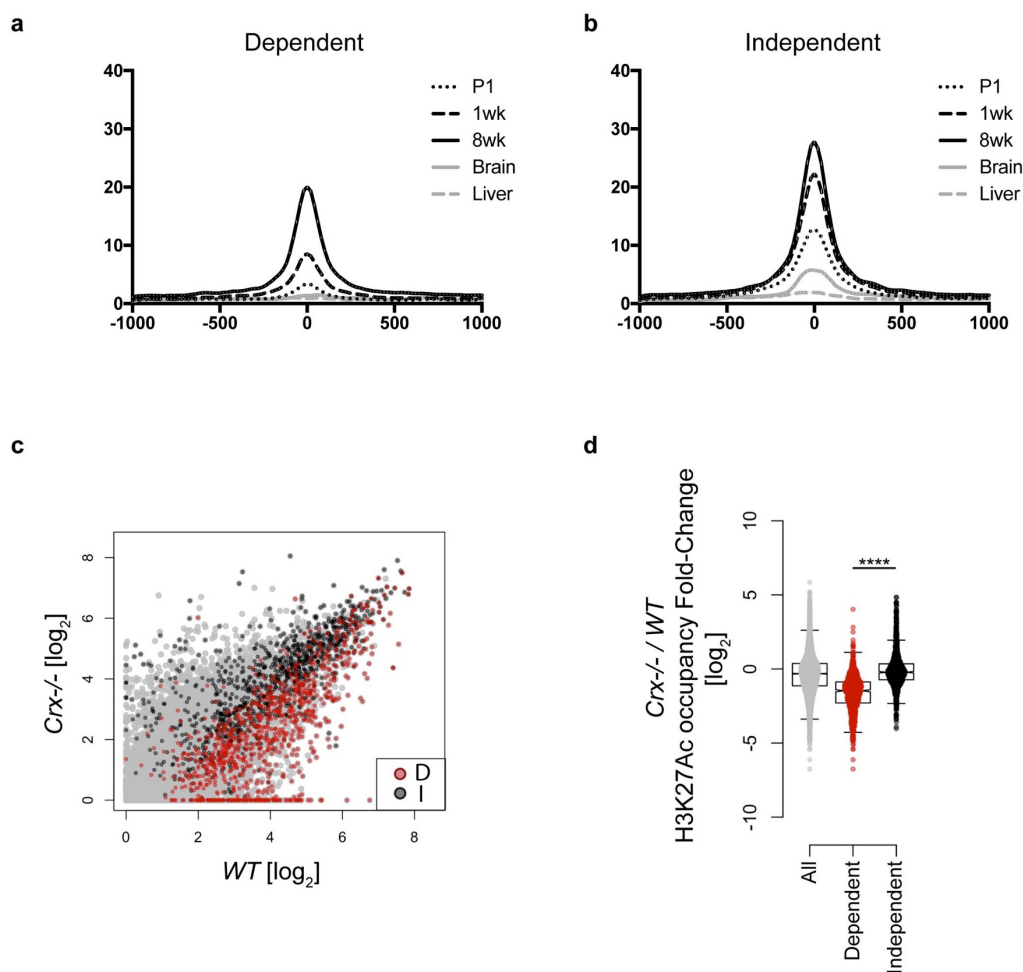 a
Dependent
40
30
20
10
0
-1000
-500
0
500
1000
P1
1wk
8wk
Brain
Liver
b
Independent
40
30
20
10
0
-1000
-500
0
500
1000
P1
1wk
8wk
Brain
Liver
c
Crx-/- [log2]
8
6
4
2
0
0
2
4
6
8
WT [log2]
D
I
d
Crx-/- / WT
H3K27Ac occupancy Fold-Change
[log2]
10
5
0
-5
-10
****
All
Dependent
Independent